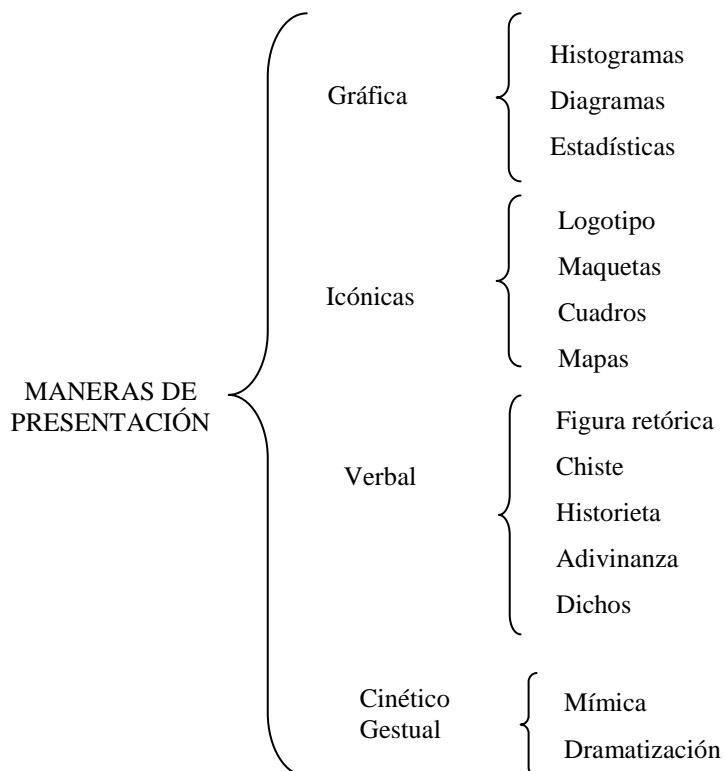 MANERAS DE
PRESENTACIÓN
Gráfica
Histogramas
Diagramas
Estadísticas
Icónicas
Logotipo
Maquetas
Cuadros
Mapas
Verbal
Figura retórica
Chiste
Historieta
Adivinanza
Dichos
Cinético
Gestual
Mímica
Dramatización